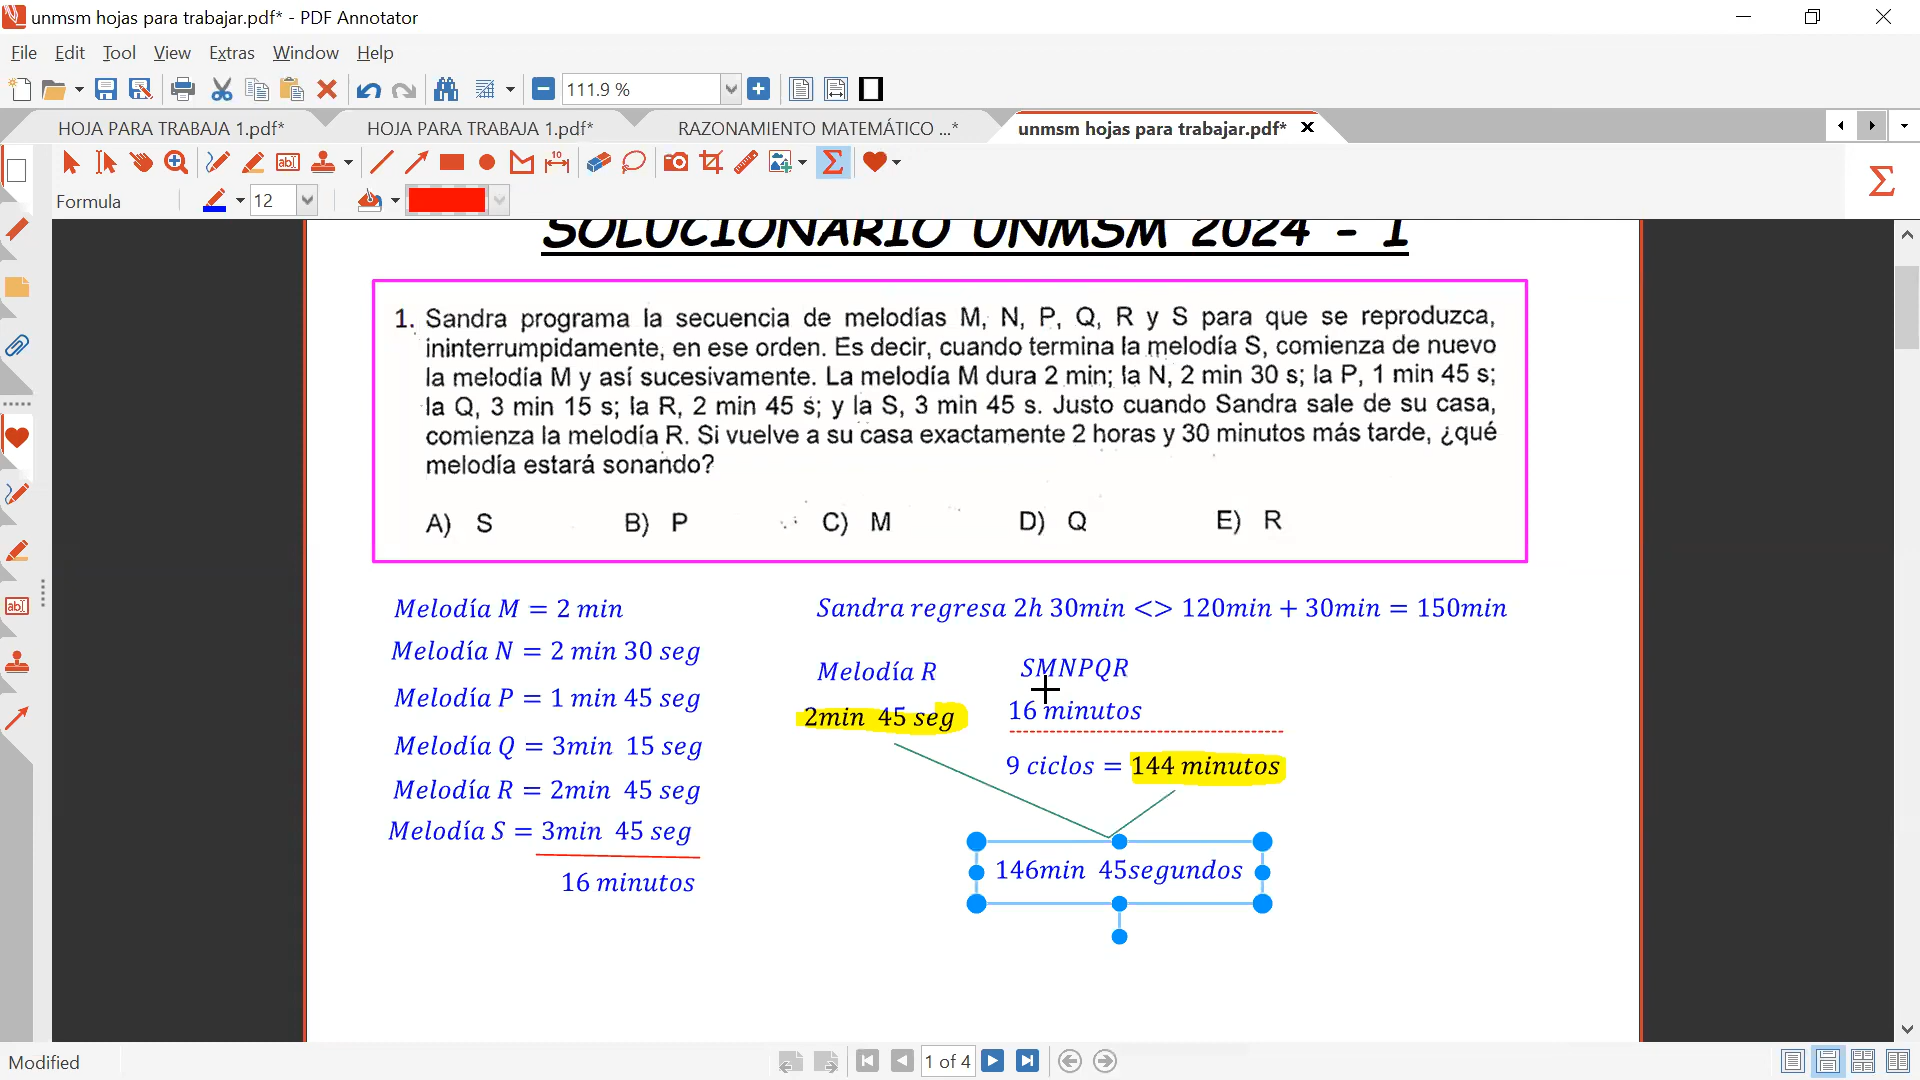 unmsm hojas para trabajar.pdf* - PDF Annotator
File Edit Tool View Extras Window Help
111.9 %
HOJA PARA TRABAJA 1.pdf* HOJA PARA TRABAJA 1.pdf* RAZONAMIENTO MATEMÁTICO ...* unmsm hojas para trabajar.pdf*
Formula 12
SOLUCIONARIO UNMSM 2024 - I
1. Sandra programa la secuencia de melodías M, N, P, Q, R y S para que se reproduzca,
ininterrumpidamente, en ese orden. Es decir, cuando termina la melodía S, comienza de nuevo
la melodía M y así sucesivamente. La melodía M dura 2 min; la N, 2 min 30 s; la P, 1 min 45 s;
la Q, 3 min 15 s; la R, 2 min 45 s; y la S, 3 min 45 s. Justo cuando Sandra sale de su casa,
comienza la melodía R. Si vuelve a su casa exactamente 2 horas y 30 minutos más tarde, ¿qué
melodía estará sonando?
A) S B) P C) M D) Q E) R
Melodía M = 2 min
Melodía N = 2 min 30 seg
Melodía P = 1 min 45 seg
Melodía Q = 3min 15 seg
Melodía R = 2min 45 seg
Melodía S = 3min 45 seg
16 minutos
Sandra regresa 2h 30min <> 120min + 30min = 150min
Melodía R SMNPQR
2min 45 seg 16 minutos
9 ciclos = 144 minutos
146min 45segundos
Modified 1 of 4